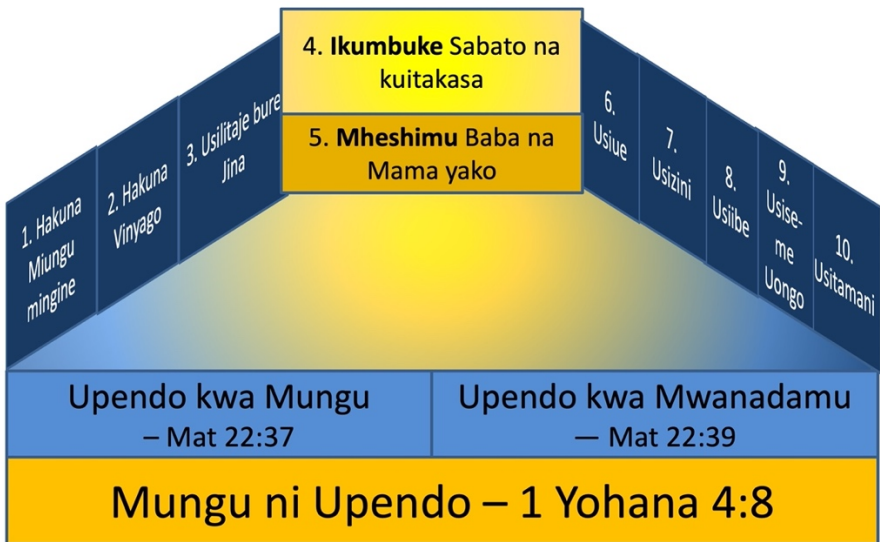 1. Hakuna
Miungu
mingine
2. Hakuna
Vinyago
3. Usilitaje bure
Jina
4. Ikumbuke Sabato na
kuitakasa
5. Mheshimu Baba na
Mama yako
6.
Usiue
7.
Usizini
8.
Usiibe
9.
Usise-
me
Uongo
10.
Usitamani
Upendo kwa Mungu
– Mat 22:37
Upendo kwa Mwanadamu
— Mat 22:39
Mungu ni Upendo – 1 Yohana 4:8